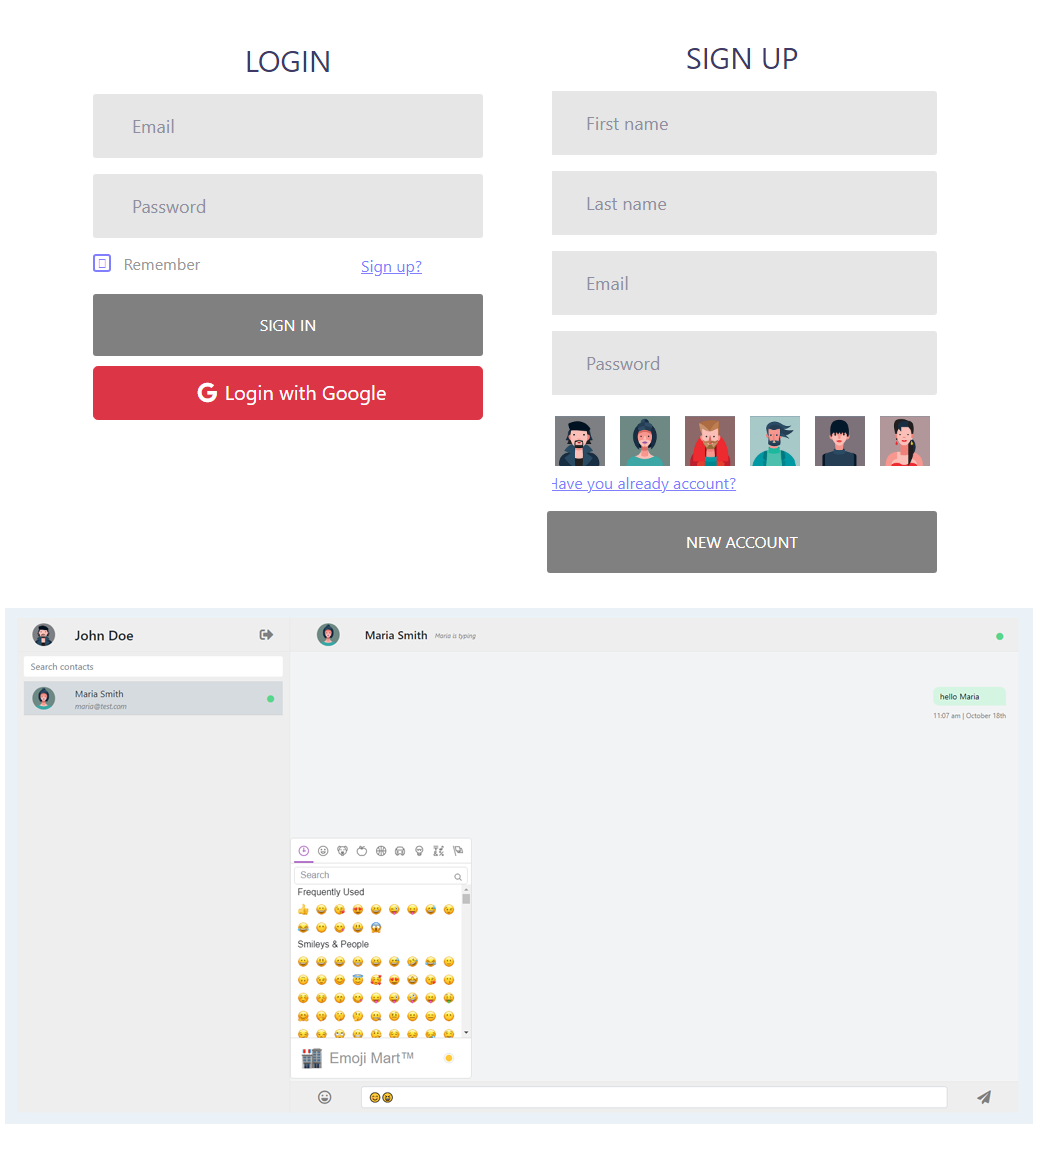 LOGIN
Email
Password
Remember
Sign up?
SIGN IN
Login with Google
SIGN UP
First name
Last name
Email
Password
Have you already account?
NEW ACCOUNT
John Doe
Search contacts
Maria Smith
maria@test.com
Maria Smith Maria is typing
hello Maria
11:07 am | October 18th
Search
Frequently Used
Smileys & People
Emoji Mart™